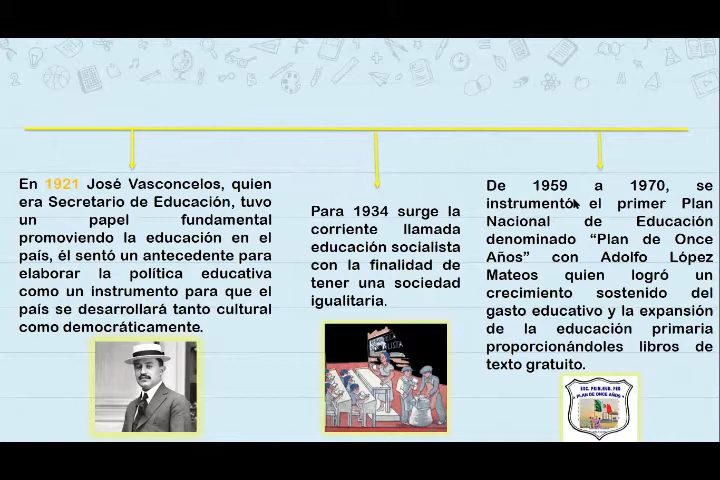 En 1921 José Vasconcelos, quien
era Secretario de Educación, tuvo
un papel fundamental
promoviendo la educación en el
país, él sentó un antecedente para
elaborar la política educativa
como un instrumento para que el
país se desarrollará tanto cultural
como democráticamente.
Para 1934 surge la
corriente llamada
educación socialista
con la finalidad de
tener una sociedad
igualitaria.
De 1959 a 1970, se
instrumentó el primer Plan
Nacional de Educación
denominado “Plan de Once
Años” con Adolfo López
Mateos quien logró un
crecimiento sostenido del
gasto educativo y la expansión
de la educación primaria
proporcionándoles libros de
texto gratuito.
PLAN DE ONCE AÑOS